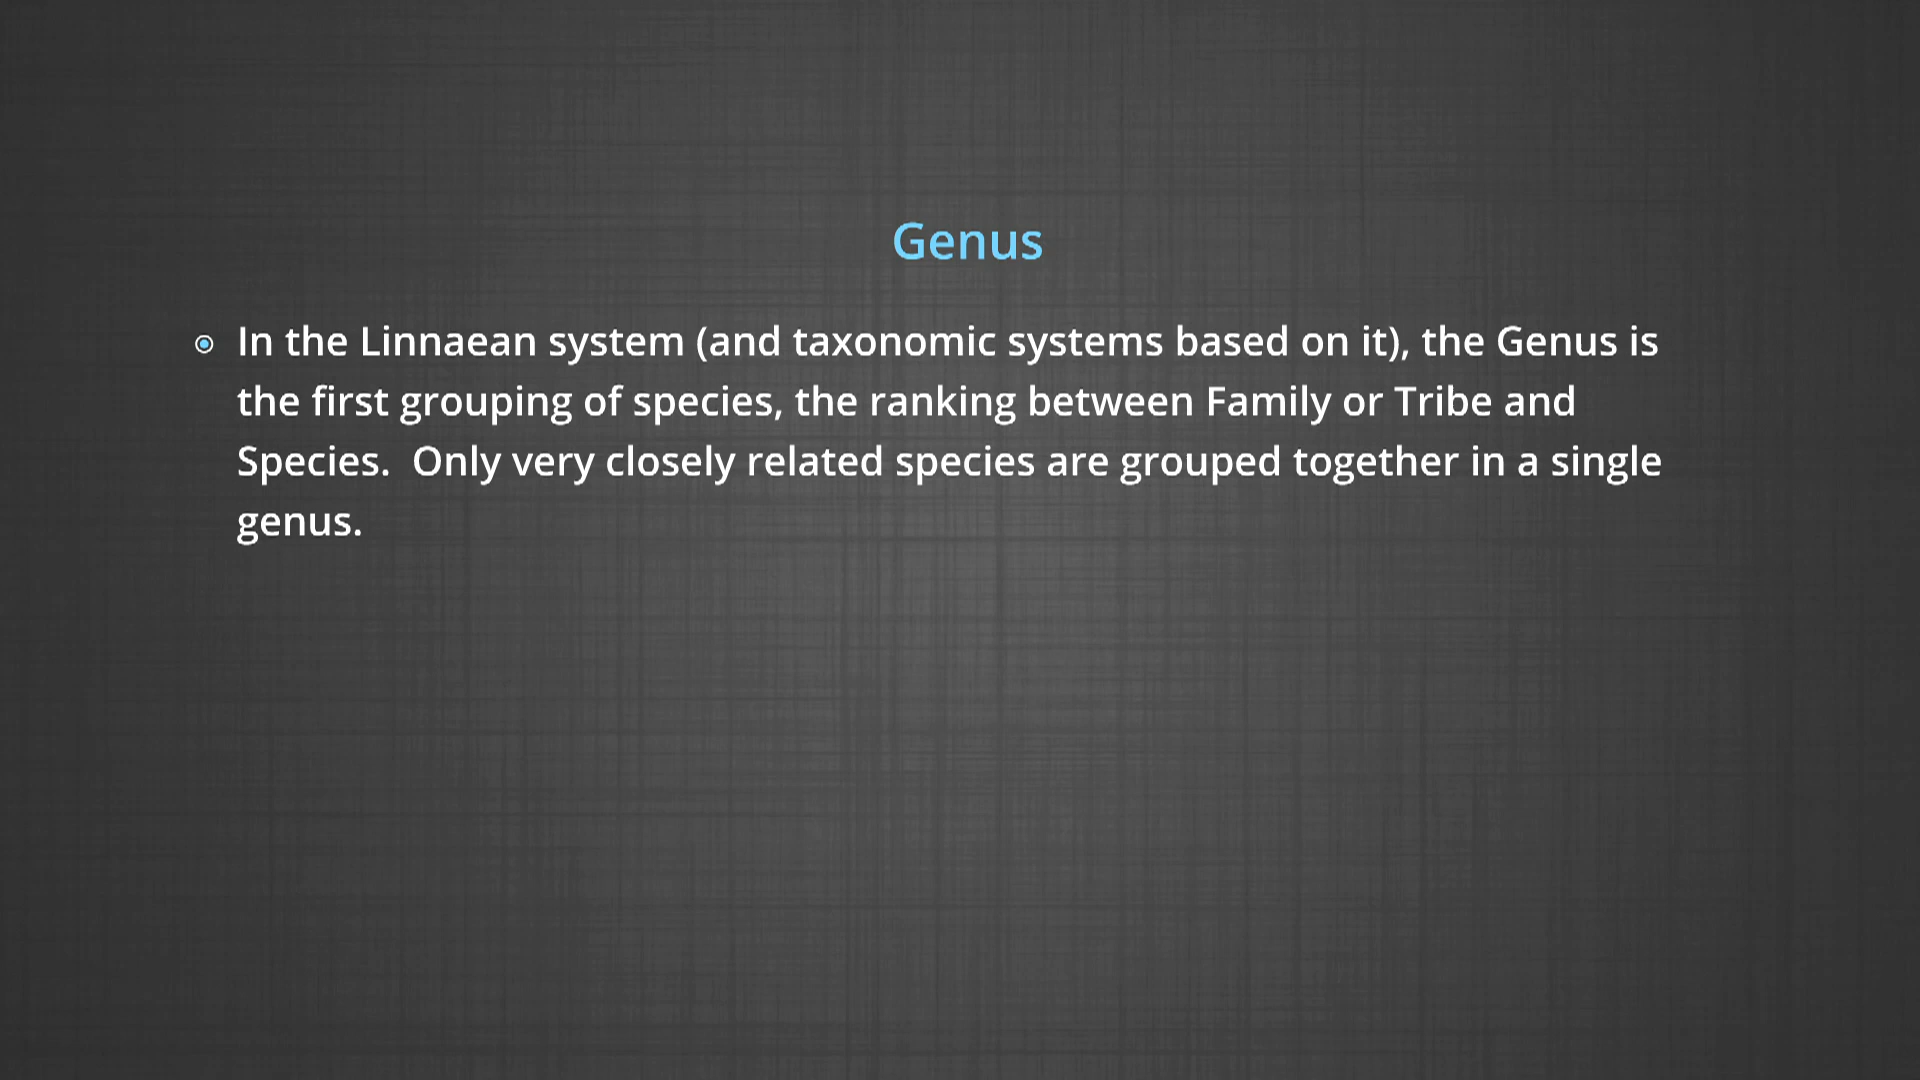 Genus
In the Linnaean system (and taxonomic systems based on it), the Genus is
the first grouping of species, the ranking between Family or Tribe and
Species.  Only very closely related species are grouped together in a single
genus.